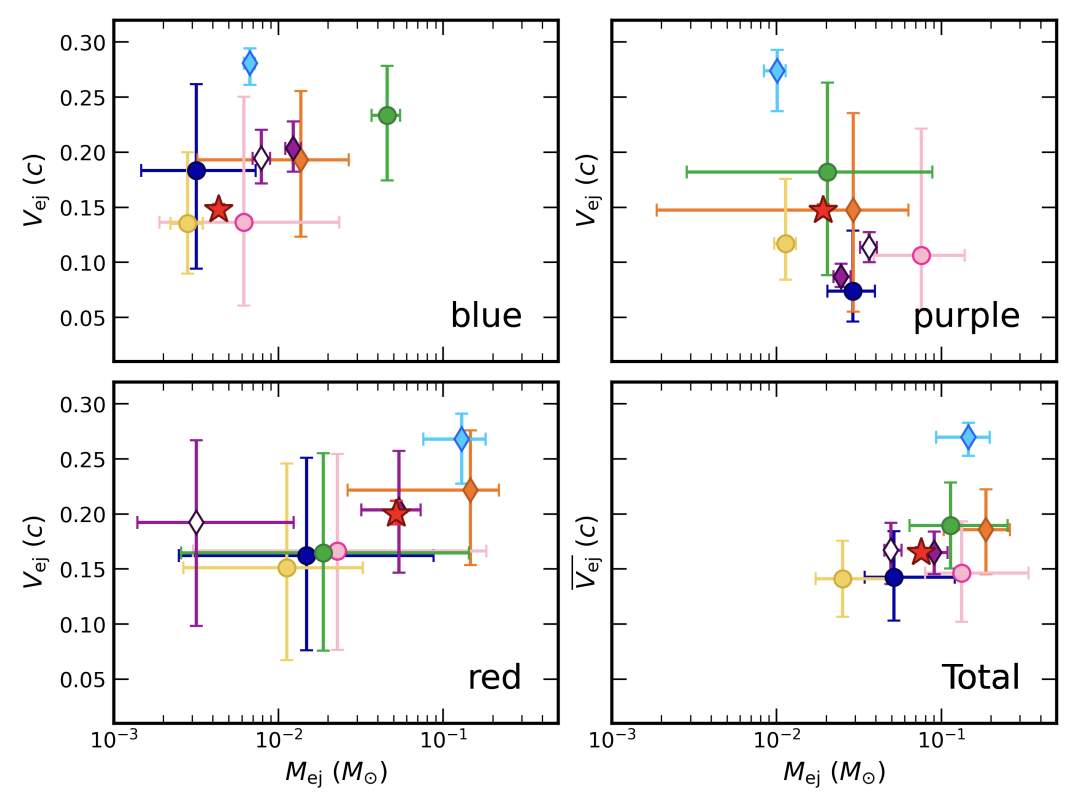 0.30
0.25
0.20
0.15
0.10
0.05
V_ej (c)
blue
V_ej (c)
purple
0.30
0.25
0.20
0.15
0.10
0.05
V_ej (c)
red
10⁻³
10⁻²
10⁻¹
M_ej (M_⊙)
V̅_ej (c)
Total
10⁻³
10⁻²
10⁻¹
M_ej (M_⊙)